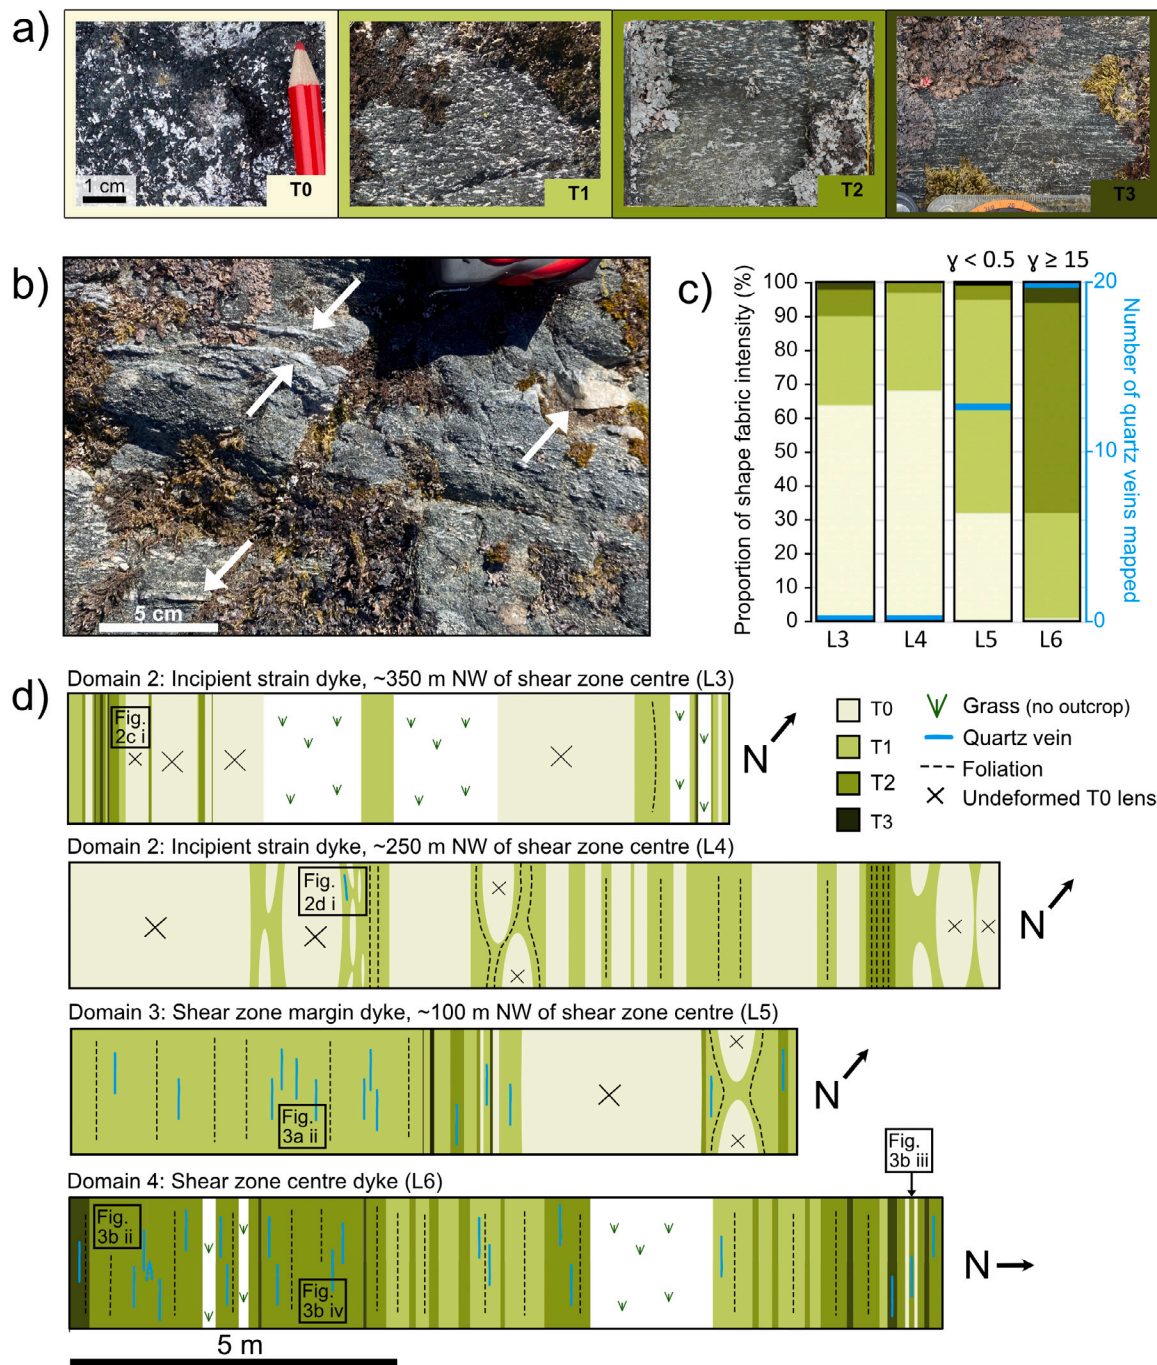 a)
1 cm
T0
T1
T2
T3
b)
5 cm
c)
ɣ < 0.5 ɣ ≥ 15
Proportion of shape fabric intensity (%)
100
90
80
70
60
50
40
30
20
10
0
20
10
0
Number of quartz veins mapped
L3 L4 L5 L6
d)
Domain 2: Incipient strain dyke, ~350 m NW of shear zone centre (L3)
Fig.
2c i
N
T0
T1
T2
T3
Grass (no outcrop)
Quartz vein
Foliation
Undeformed T0 lens
Domain 2: Incipient strain dyke, ~250 m NW of shear zone centre (L4)
Fig.
2d i
N
Domain 3: Shear zone margin dyke, ~100 m NW of shear zone centre (L5)
Fig.
3a ii
N
Domain 4: Shear zone centre dyke (L6)
Fig.
3b iii
Fig.
3b ii
Fig.
3b iv
N
5 m